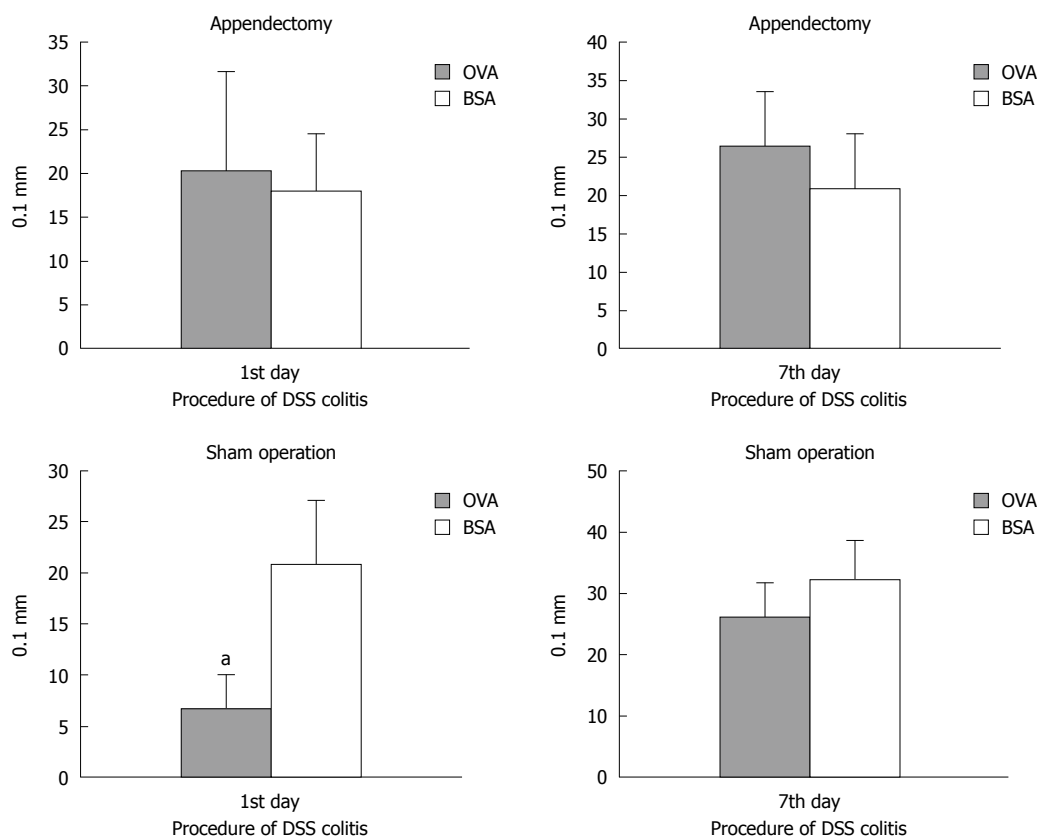 Appendectomy
35
30
25
20
15
10
5
0
0.1 mm
OVA
BSA
1st day
Procedure of DSS colitis
Appendectomy
40
35
30
25
20
15
10
5
0
0.1 mm
OVA
BSA
7th day
Procedure of DSS colitis
Sham operation
30
25
20
15
10
5
0
0.1 mm
a
OVA
BSA
1st day
Procedure of DSS colitis
Sham operation
50
40
30
20
10
0
0.1 mm
OVA
BSA
7th day
Procedure of DSS colitis